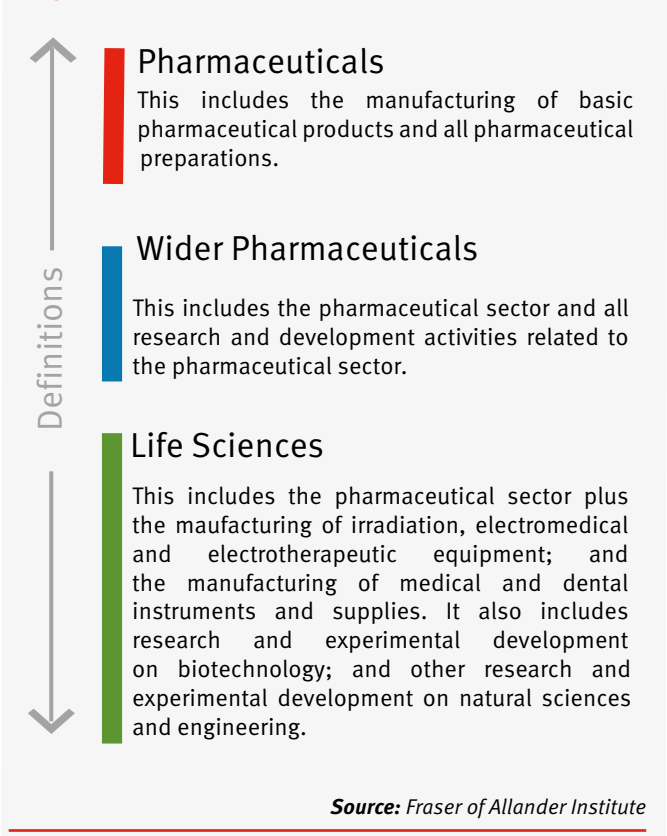 Pharmaceuticals
This includes the manufacturing of basic
pharmaceutical products and all pharmaceutical
preparations.
Wider Pharmaceuticals
This includes the pharmaceutical sector and all
research and development activities related to
the pharmaceutical sector.
Definitions
Life Sciences
This includes the pharmaceutical sector plus
the maufacturing of irradiation, electromedical
and electrotherapeutic equipment; and
the manufacturing of medical and dental
instruments and supplies. It also includes
research and experimental development
on biotechnology; and other research and
experimental development on natural sciences
and engineering.
Source: Fraser of Allander Institute